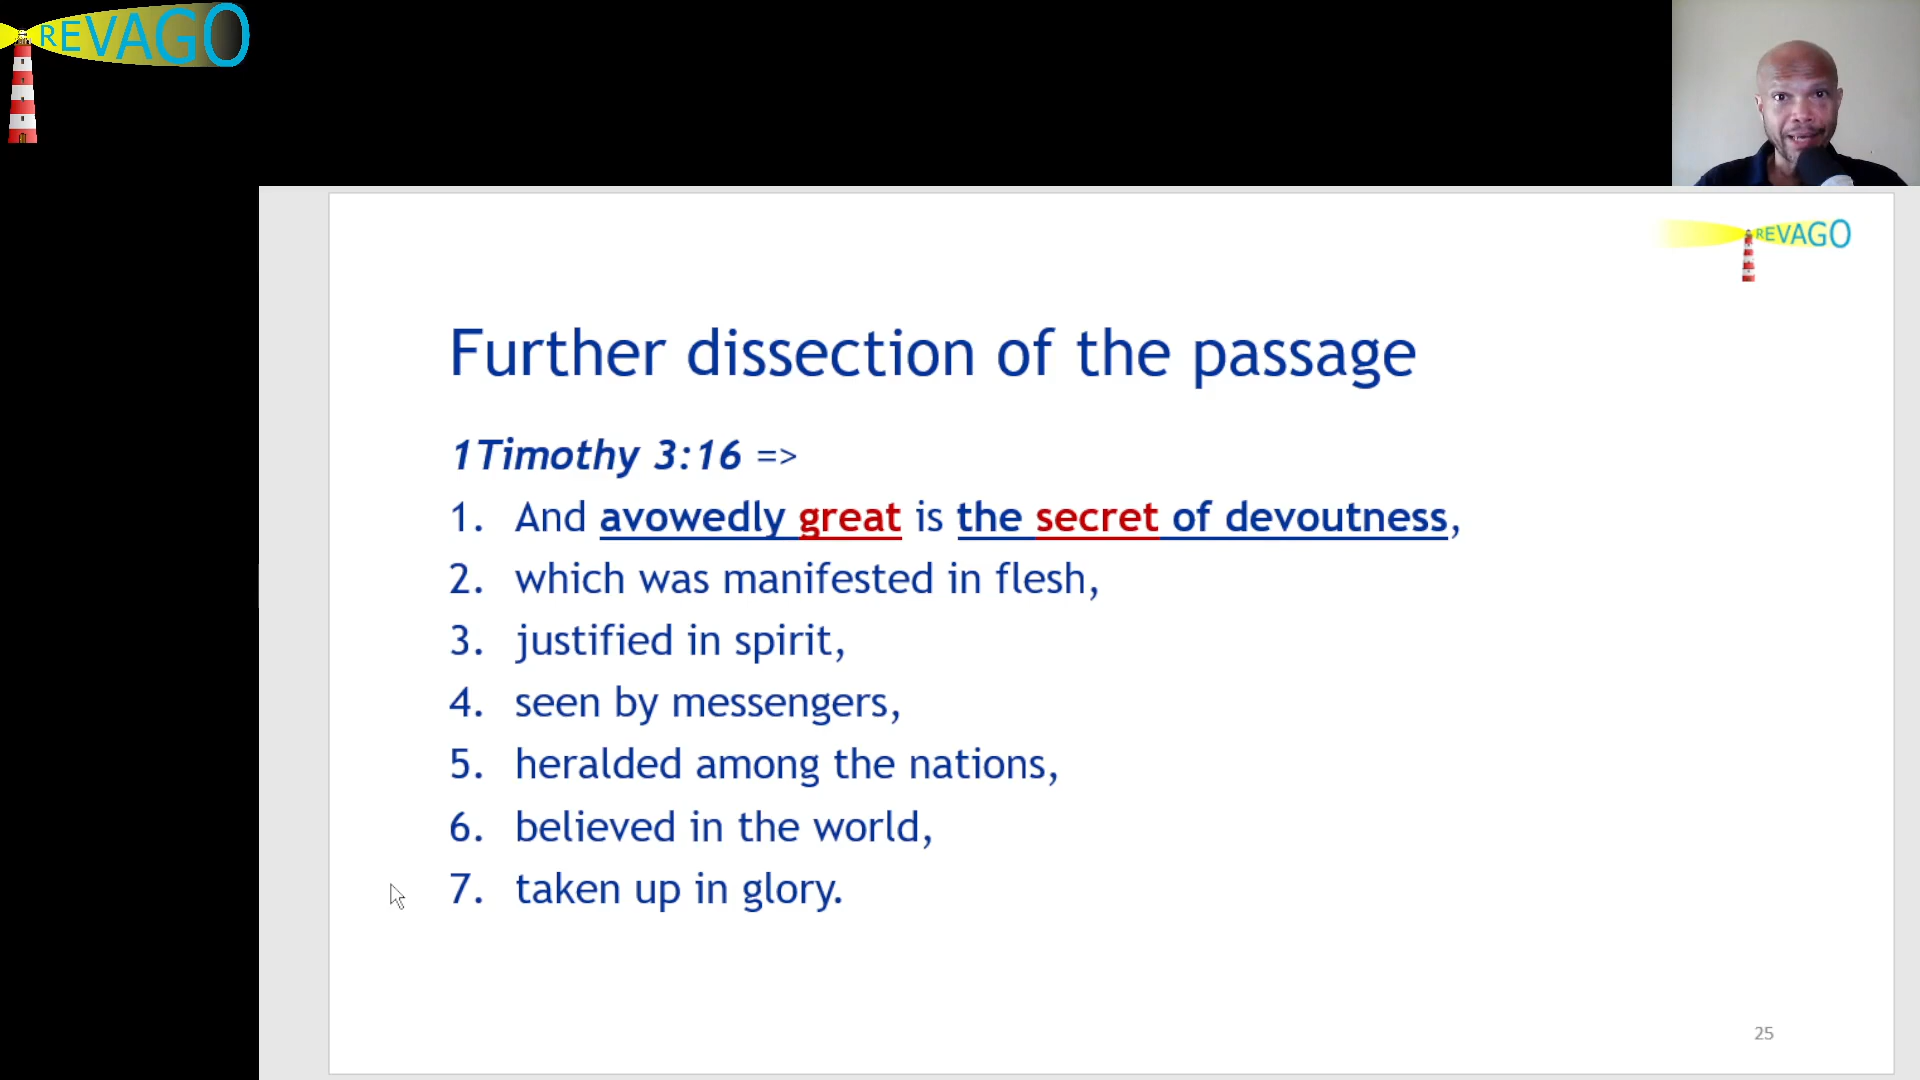 REVAGO
REVAGO
Further dissection of the passage
1Timothy 3:16 =>
1. And avowedly great is the secret of devoutness,
2. which was manifested in flesh,
3. justified in spirit,
4. seen by messengers,
5. heralded among the nations,
6. believed in the world,
7. taken up in glory.
25